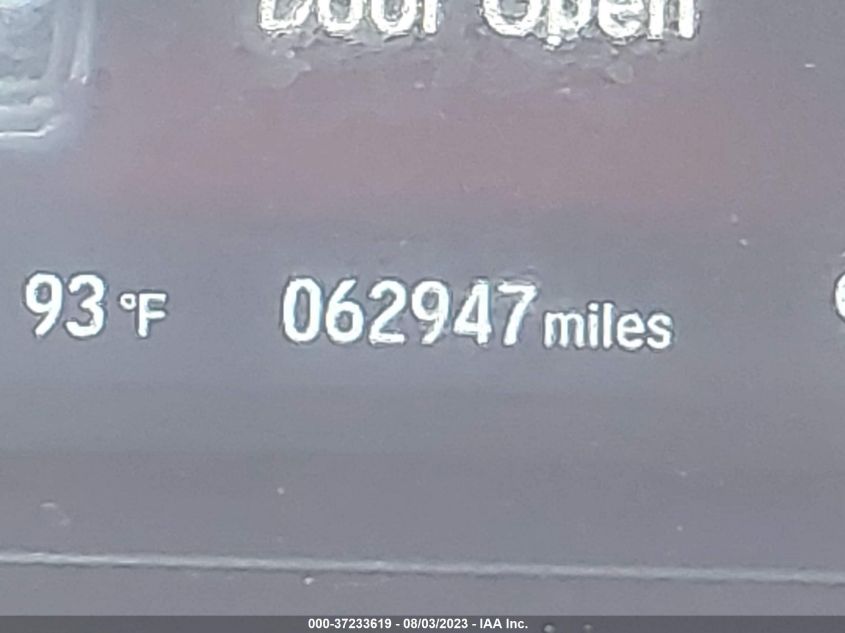 Door Open
93 °F 062947 miles
000-37233619 - 08/03/2023 - IAA Inc.